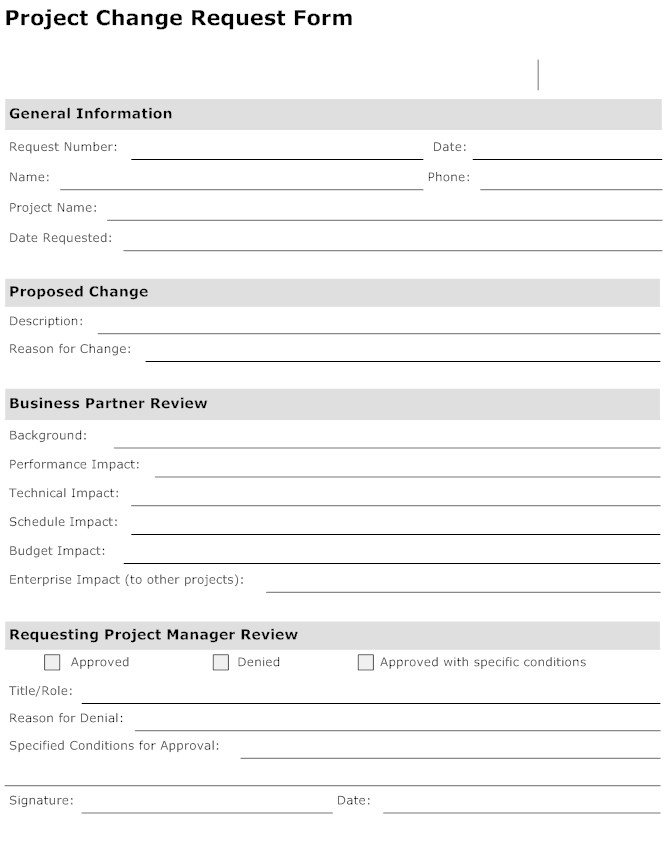 Project Change Request Form
General Information
Request Number: Date:
Name: Phone:
Project Name:
Date Requested:
Proposed Change
Description:
Reason for Change:
Business Partner Review
Background:
Performance Impact:
Technical Impact:
Schedule Impact:
Budget Impact:
Enterprise Impact (to other projects):
Requesting Project Manager Review
Approved Denied Approved with specific conditions
Title/Role:
Reason for Denial:
Specified Conditions for Approval:
Signature: Date: